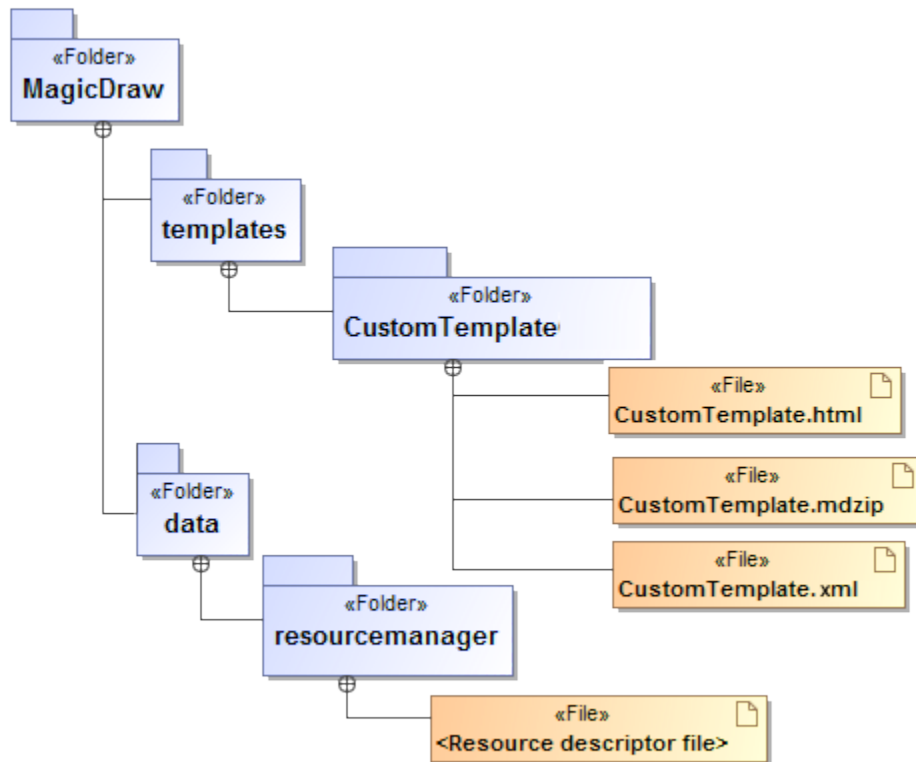 «Folder»
MagicDraw
«Folder»
templates
«Folder»
CustomTemplate
«File»
CustomTemplate.html
«File»
CustomTemplate.mdzip
«File»
CustomTemplate.xml
«Folder»
data
«Folder»
resourcemanager
«File»
<Resource descriptor file>